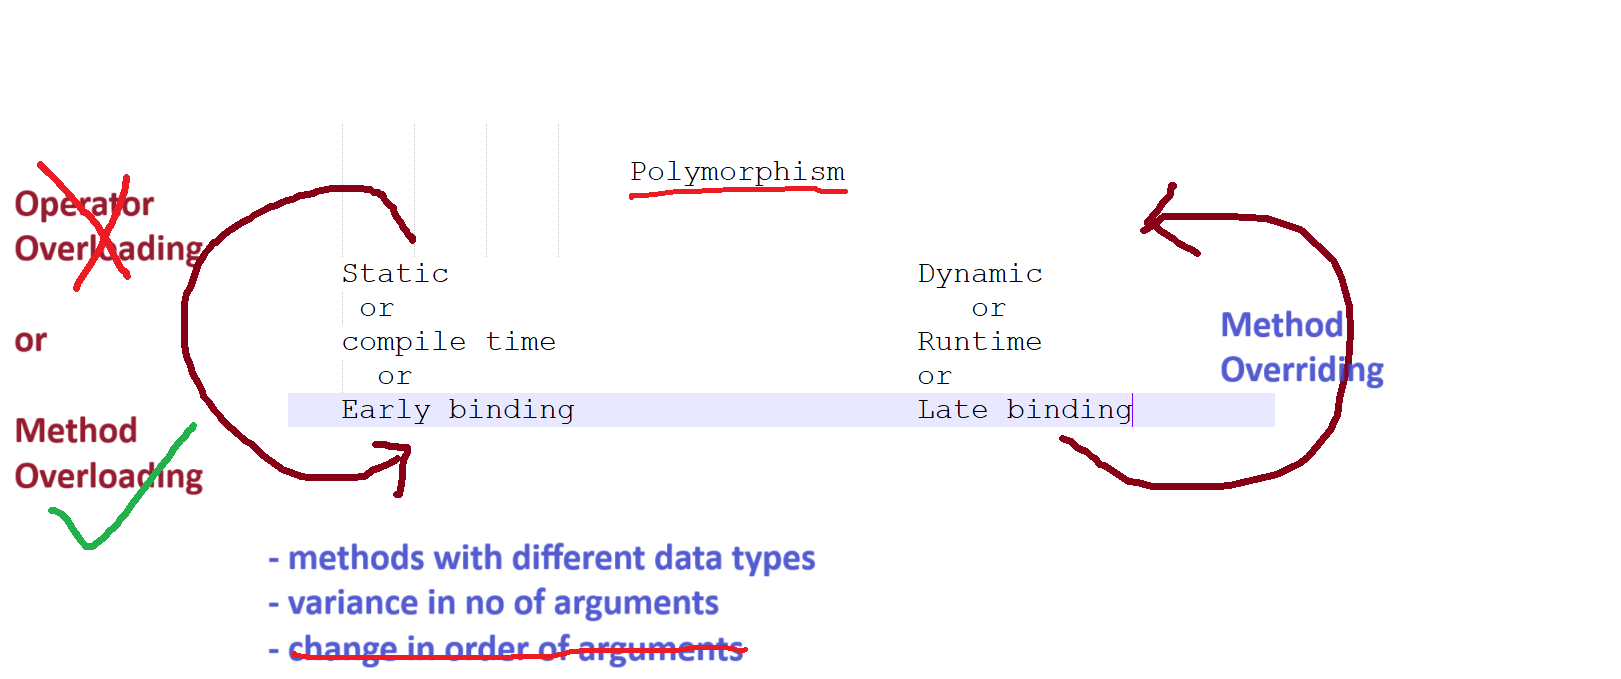 Polymorphism
Operator
Overloading
or
Method
Overloading
Static
or
compile time
or
Early binding
Dynamic
or
Runtime
or
Late binding
Method
Overriding
- methods with different data types
- variance in no of arguments
- change in order of arguments